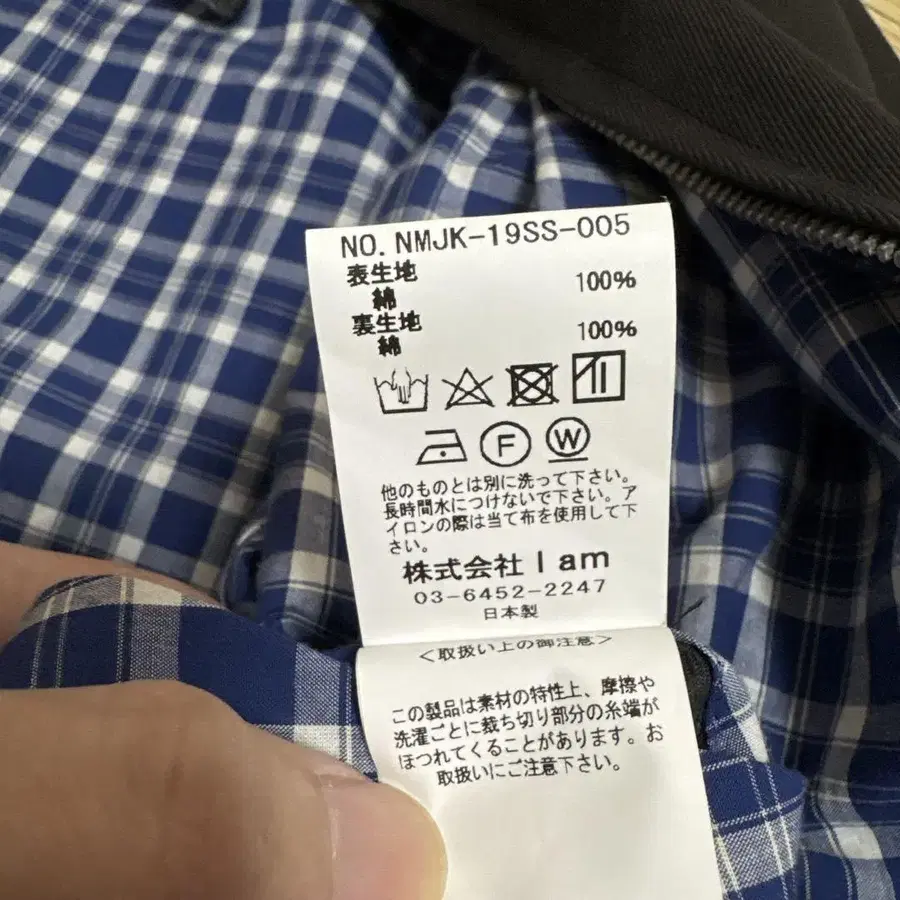 NO. NMJK-19SS-005
表生地
綿 100%
裏生地
綿 100%
F W
他のものとは別に洗って下さい。
長時間水につけないで下さい。ア
イロンの際は当て布を使用して下
さい。
株式会社 I am
03-6452-2247
日本製
<取扱い上の御注意>
この製品は素材の特性上、摩擦や
洗濯ごとに裁ち切り部分の糸端が
ほつれてくることがあります。お
取扱いにご注意下さい。